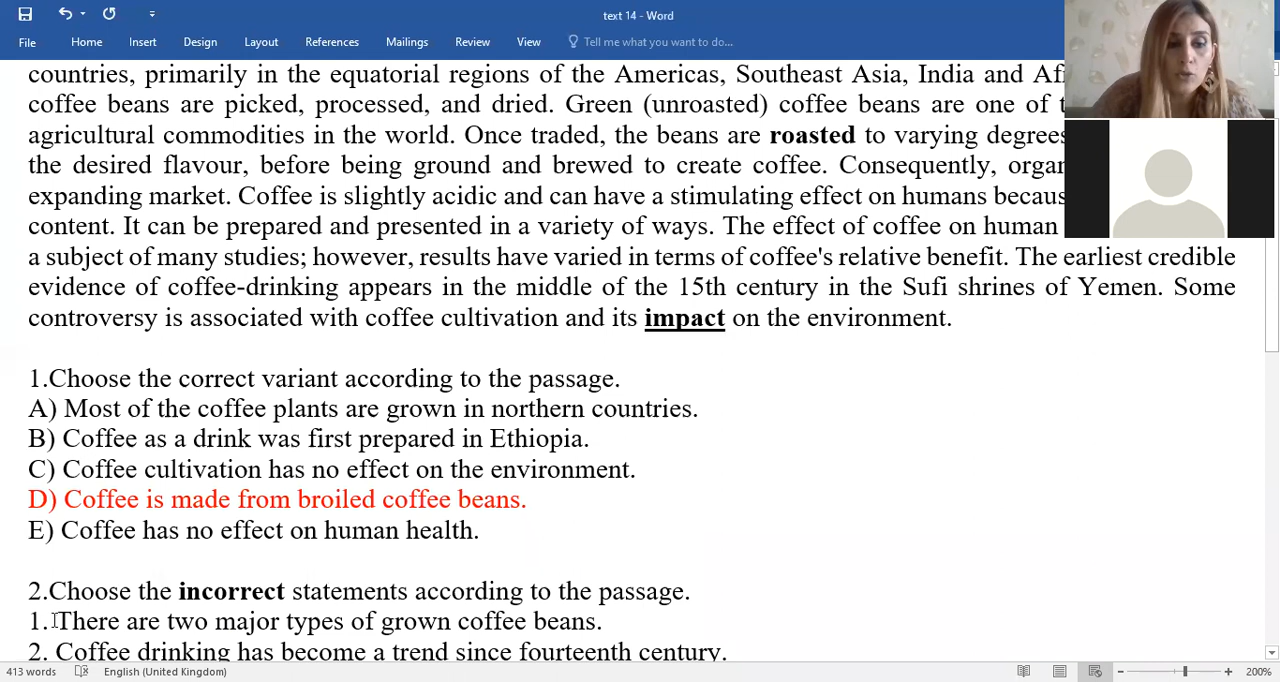 text 14 - Word
File Home Insert Design Layout References Mailings Review View Tell me what you want to do...
countries, primarily in the equatorial regions of the Americas, Southeast Asia, India and
coffee beans are picked, processed, and dried. Green (unroasted) coffee beans are one of
agricultural commodities in the world. Once traded, the beans are roasted to varying degrees
the desired flavour, before being ground and brewed to create coffee. Consequently,
expanding market. Coffee is slightly acidic and can have a stimulating effect on humans
content. It can be prepared and presented in a variety of ways. The effect of coffee on human
a subject of many studies; however, results have varied in terms of coffee's relative benefit. The earliest credible
evidence of coffee-drinking appears in the middle of the 15th century in the Sufi shrines of Yemen. Some
controversy is associated with coffee cultivation and its impact on the environment.
1.Choose the correct variant according to the passage.
A) Most of the coffee plants are grown in northern countries.
B) Coffee as a drink was first prepared in Ethiopia.
C) Coffee cultivation has no effect on the environment.
D) Coffee is made from broiled coffee beans.
E) Coffee has no effect on human health.
2.Choose the incorrect statements according to the passage.
1. There are two major types of grown coffee beans.
2. Coffee drinking has become a trend since fourteenth century.
413 words English (United Kingdom) 200%